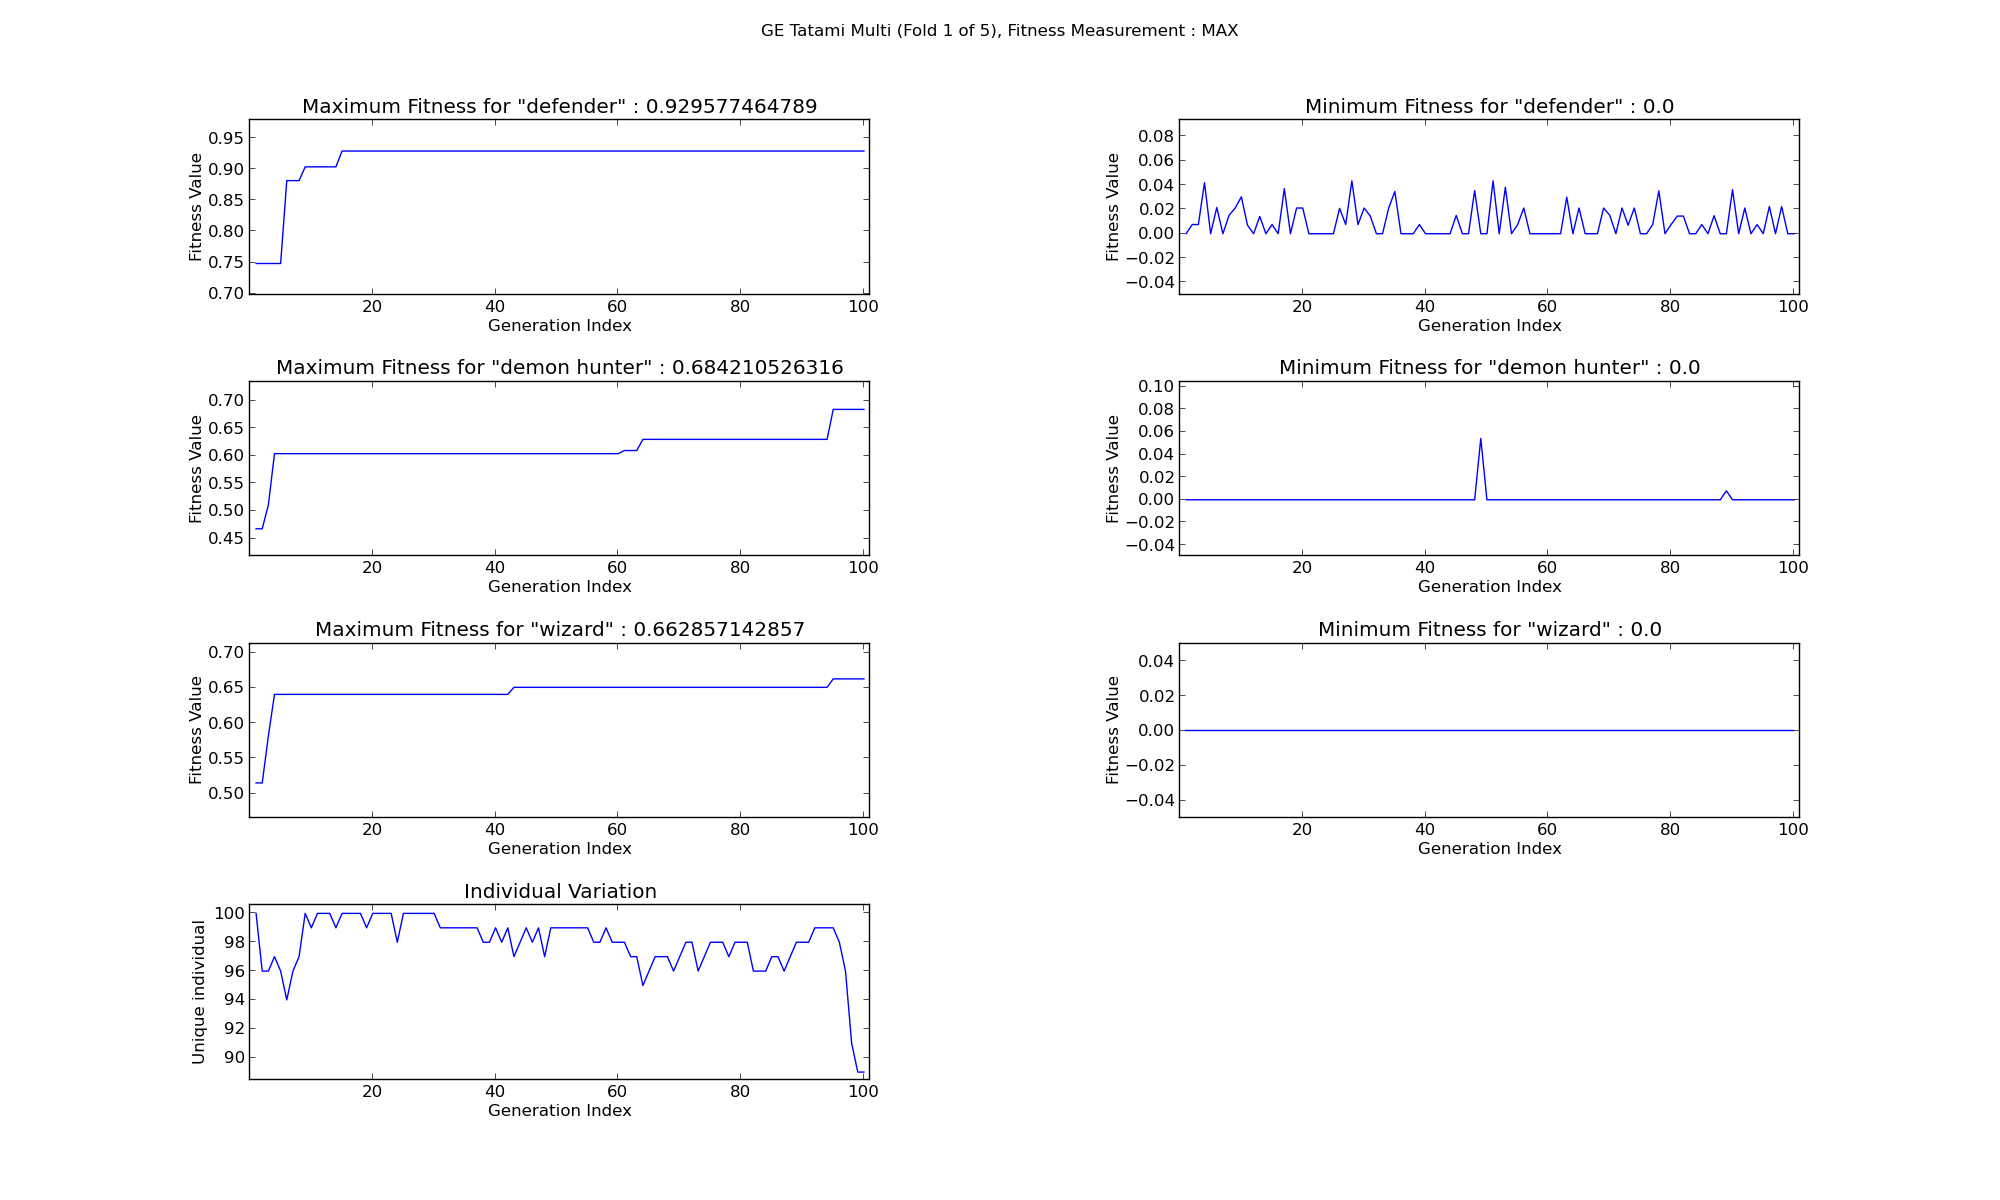 GE Tatami Multi (Fold 1 of 5), Fitness Measurement : MAX
Maximum Fitness for "defender" : 0.929577464789
0.95
0.90
0.85
0.80
0.75
0.70
Fitness Value
20 40 60 80 100
Generation Index
Minimum Fitness for "defender" : 0.0
0.08
0.06
0.04
0.02
0.00
−0.02
−0.04
Fitness Value
20 40 60 80 100
Generation Index
Maximum Fitness for "demon hunter" : 0.684210526316
0.70
0.65
0.60
0.55
0.50
0.45
Fitness Value
20 40 60 80 100
Generation Index
Minimum Fitness for "demon hunter" : 0.0
0.10
0.08
0.06
0.04
0.02
0.00
−0.02
−0.04
Fitness Value
20 40 60 80 100
Generation Index
Maximum Fitness for "wizard" : 0.662857142857
0.70
0.65
0.60
0.55
0.50
Fitness Value
20 40 60 80 100
Generation Index
Minimum Fitness for "wizard" : 0.0
0.04
0.02
0.00
−0.02
−0.04
Fitness Value
20 40 60 80 100
Generation Index
Individual Variation
100
98
96
94
92
90
Unique individual
20 40 60 80 100
Generation Index